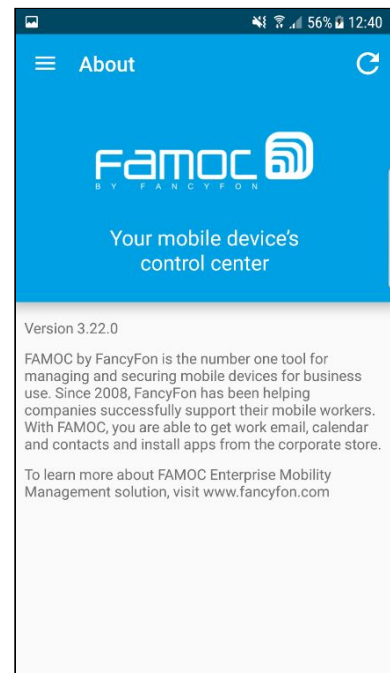 56% 12:40
About
Famoc
BY FANCYFON
Your mobile device's
control center
Version 3.22.0
FAMOC by FancyFon is the number one tool for
managing and securing mobile devices for business
use. Since 2008, FancyFon has been helping
companies successfully support their mobile workers.
With FAMOC, you are able to get work email, calendar
and contacts and install apps from the corporate store.
To learn more about FAMOC Enterprise Mobility
Management solution, visit www.fancyfon.com